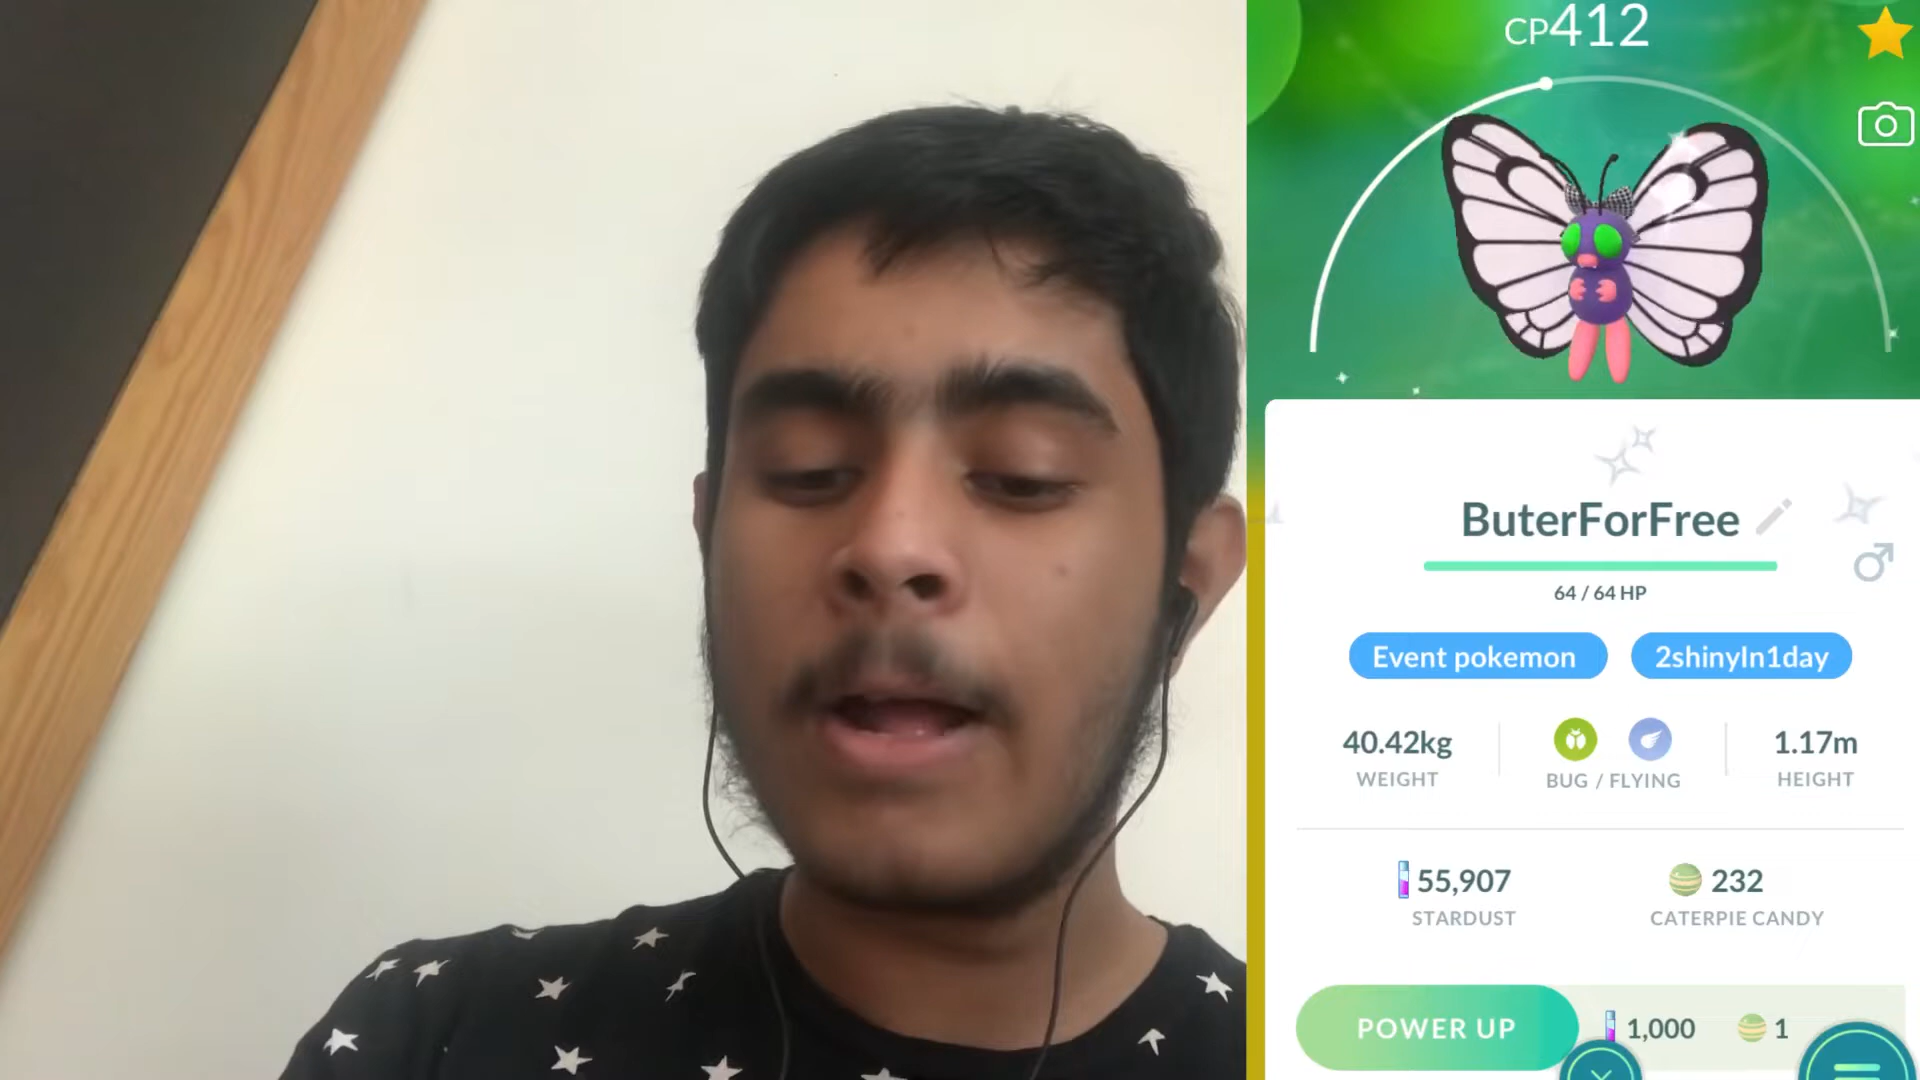 CP412
ButerForFree
64 / 64 HP
Event pokemon 2shinyIn1day
40.42kg 1.17m
WEIGHT BUG / FLYING HEIGHT
55,907 232
STARDUST CATERPIE CANDY
POWER UP 1,000 1